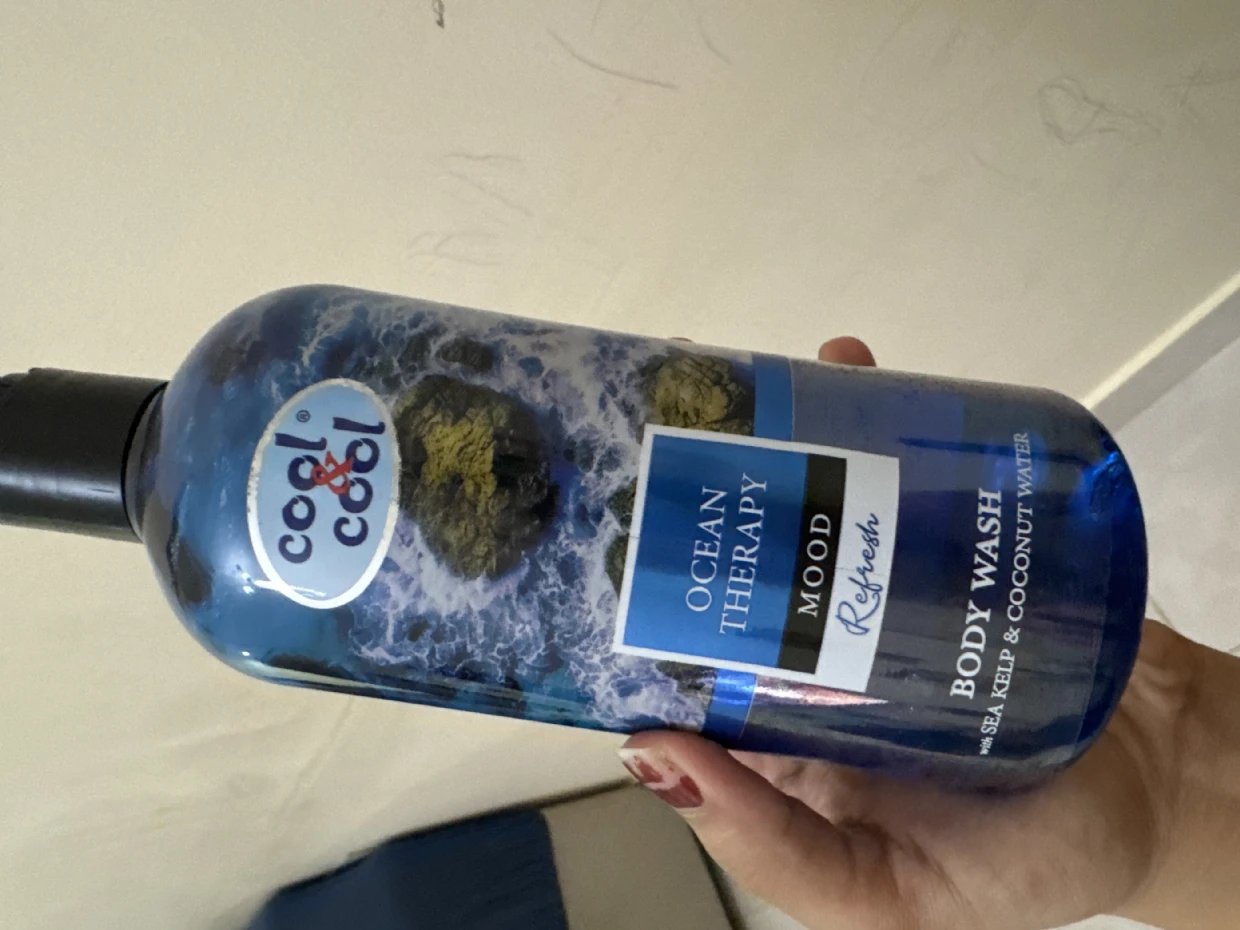 cool®
&
cool
OCEAN
THERAPY
MOOD
Refresh
BODY WASH
with SEA KELP & COCONUT WATER